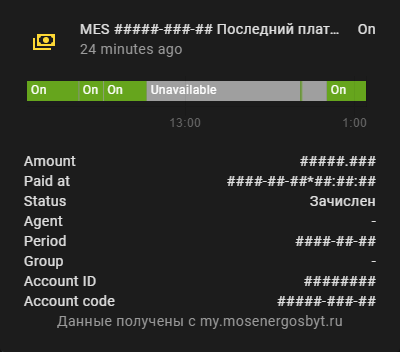 MES #####-###-## Последний плат… On
24 minutes ago
On On On Unavailable On
13:00 1:00
Amount #####.###
Paid at ####-##-##*##:##:##
Status Зачислен
Agent -
Period ####-##-##
Group -
Account ID ########
Account code #####-###-##
Данные получены с my.mosenergosbyt.ru